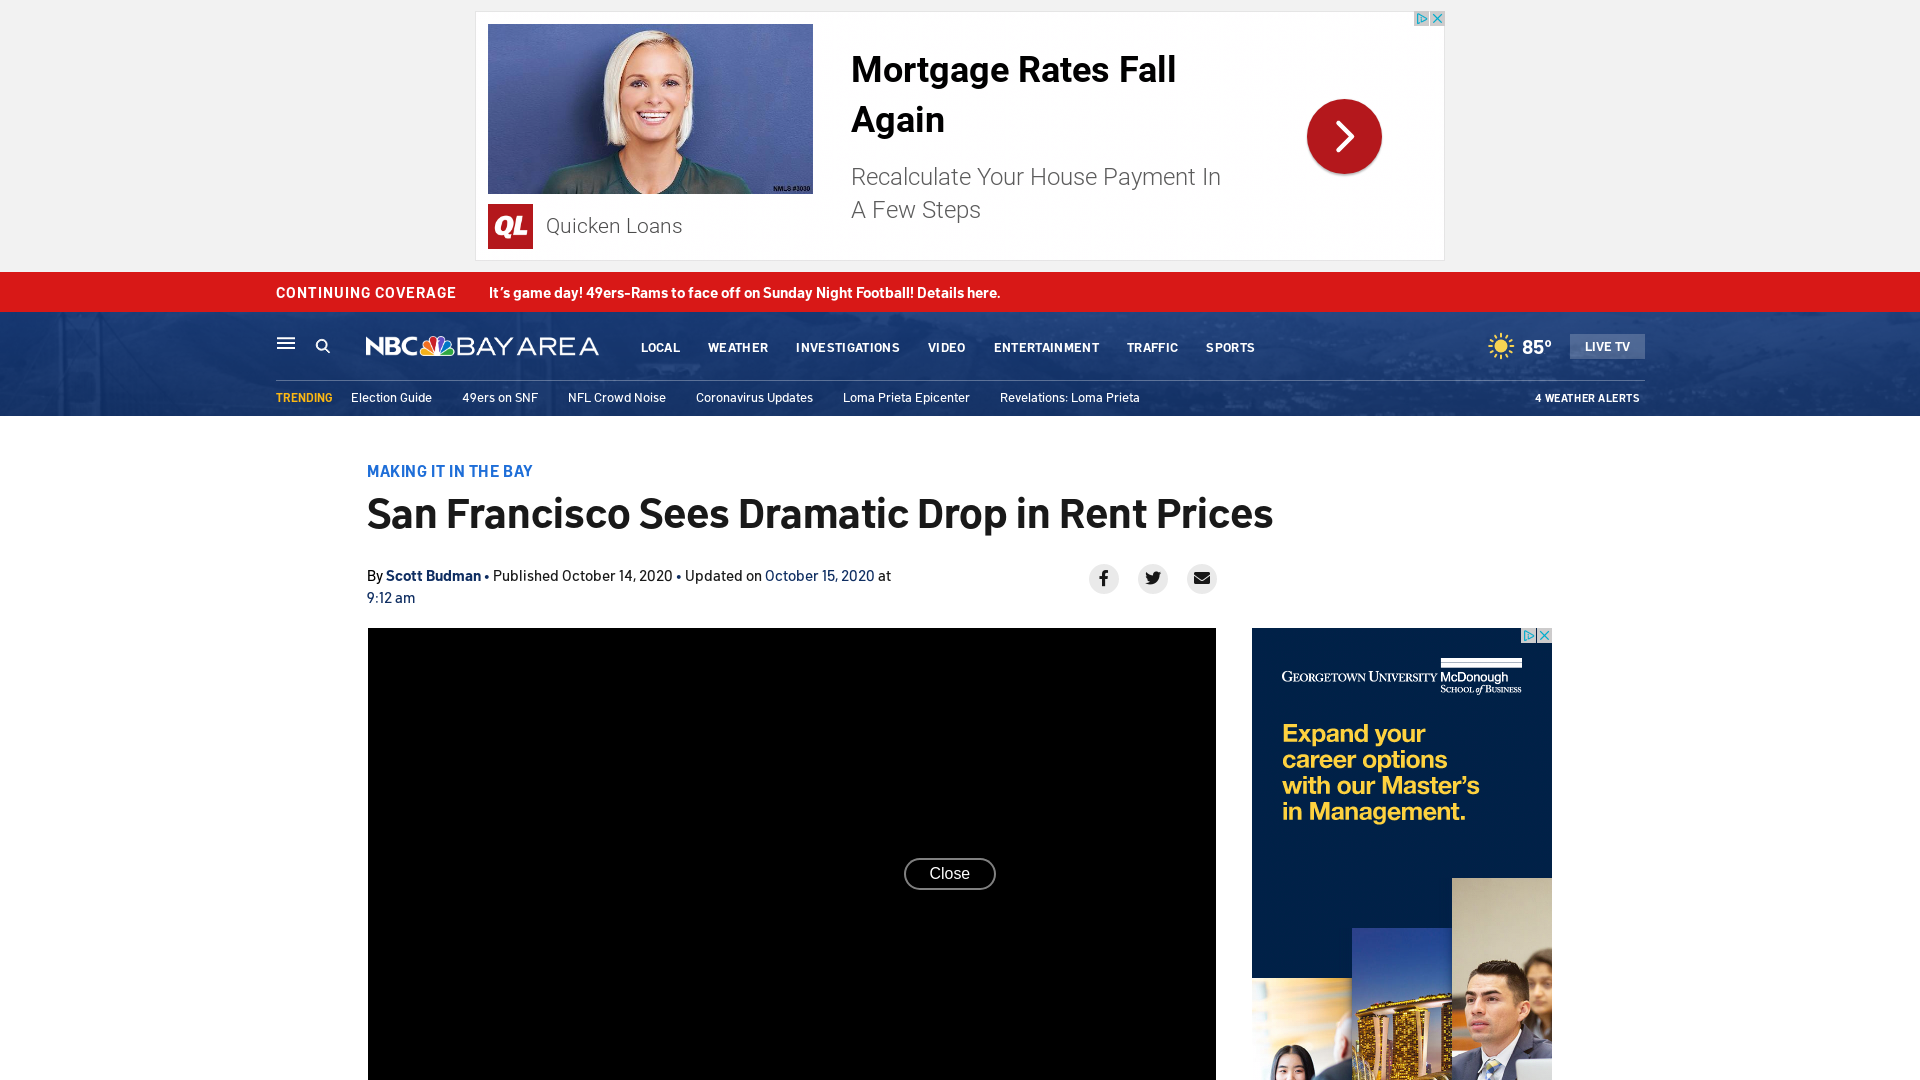 Mortgage Rates Fall
Again
Recalculate Your House Payment In
A Few Steps
NMLS #3030
QL
Quicken Loans
CONTINUING COVERAGE
It's game day! 49ers-Rams to face off on Sunday Night Football! Details here.
NBC BAY AREA
LOCAL
WEATHER
INVESTIGATIONS
VIDEO
ENTERTAINMENT
TRAFFIC
SPORTS
85º
LIVE TV
TRENDING
Election Guide
49ers on SNF
NFL Crowd Noise
Coronavirus Updates
Loma Prieta Epicenter
Revelations: Loma Prieta
4 WEATHER ALERTS
MAKING IT IN THE BAY
San Francisco Sees Dramatic Drop in Rent Prices
By Scott Budman • Published October 14, 2020 • Updated on October 15, 2020 at
9:12 am
Close
GEORGETOWN UNIVERSITY McDonough
SCHOOL of BUSINESS
Expand your
career options
with our Master's
in Management.